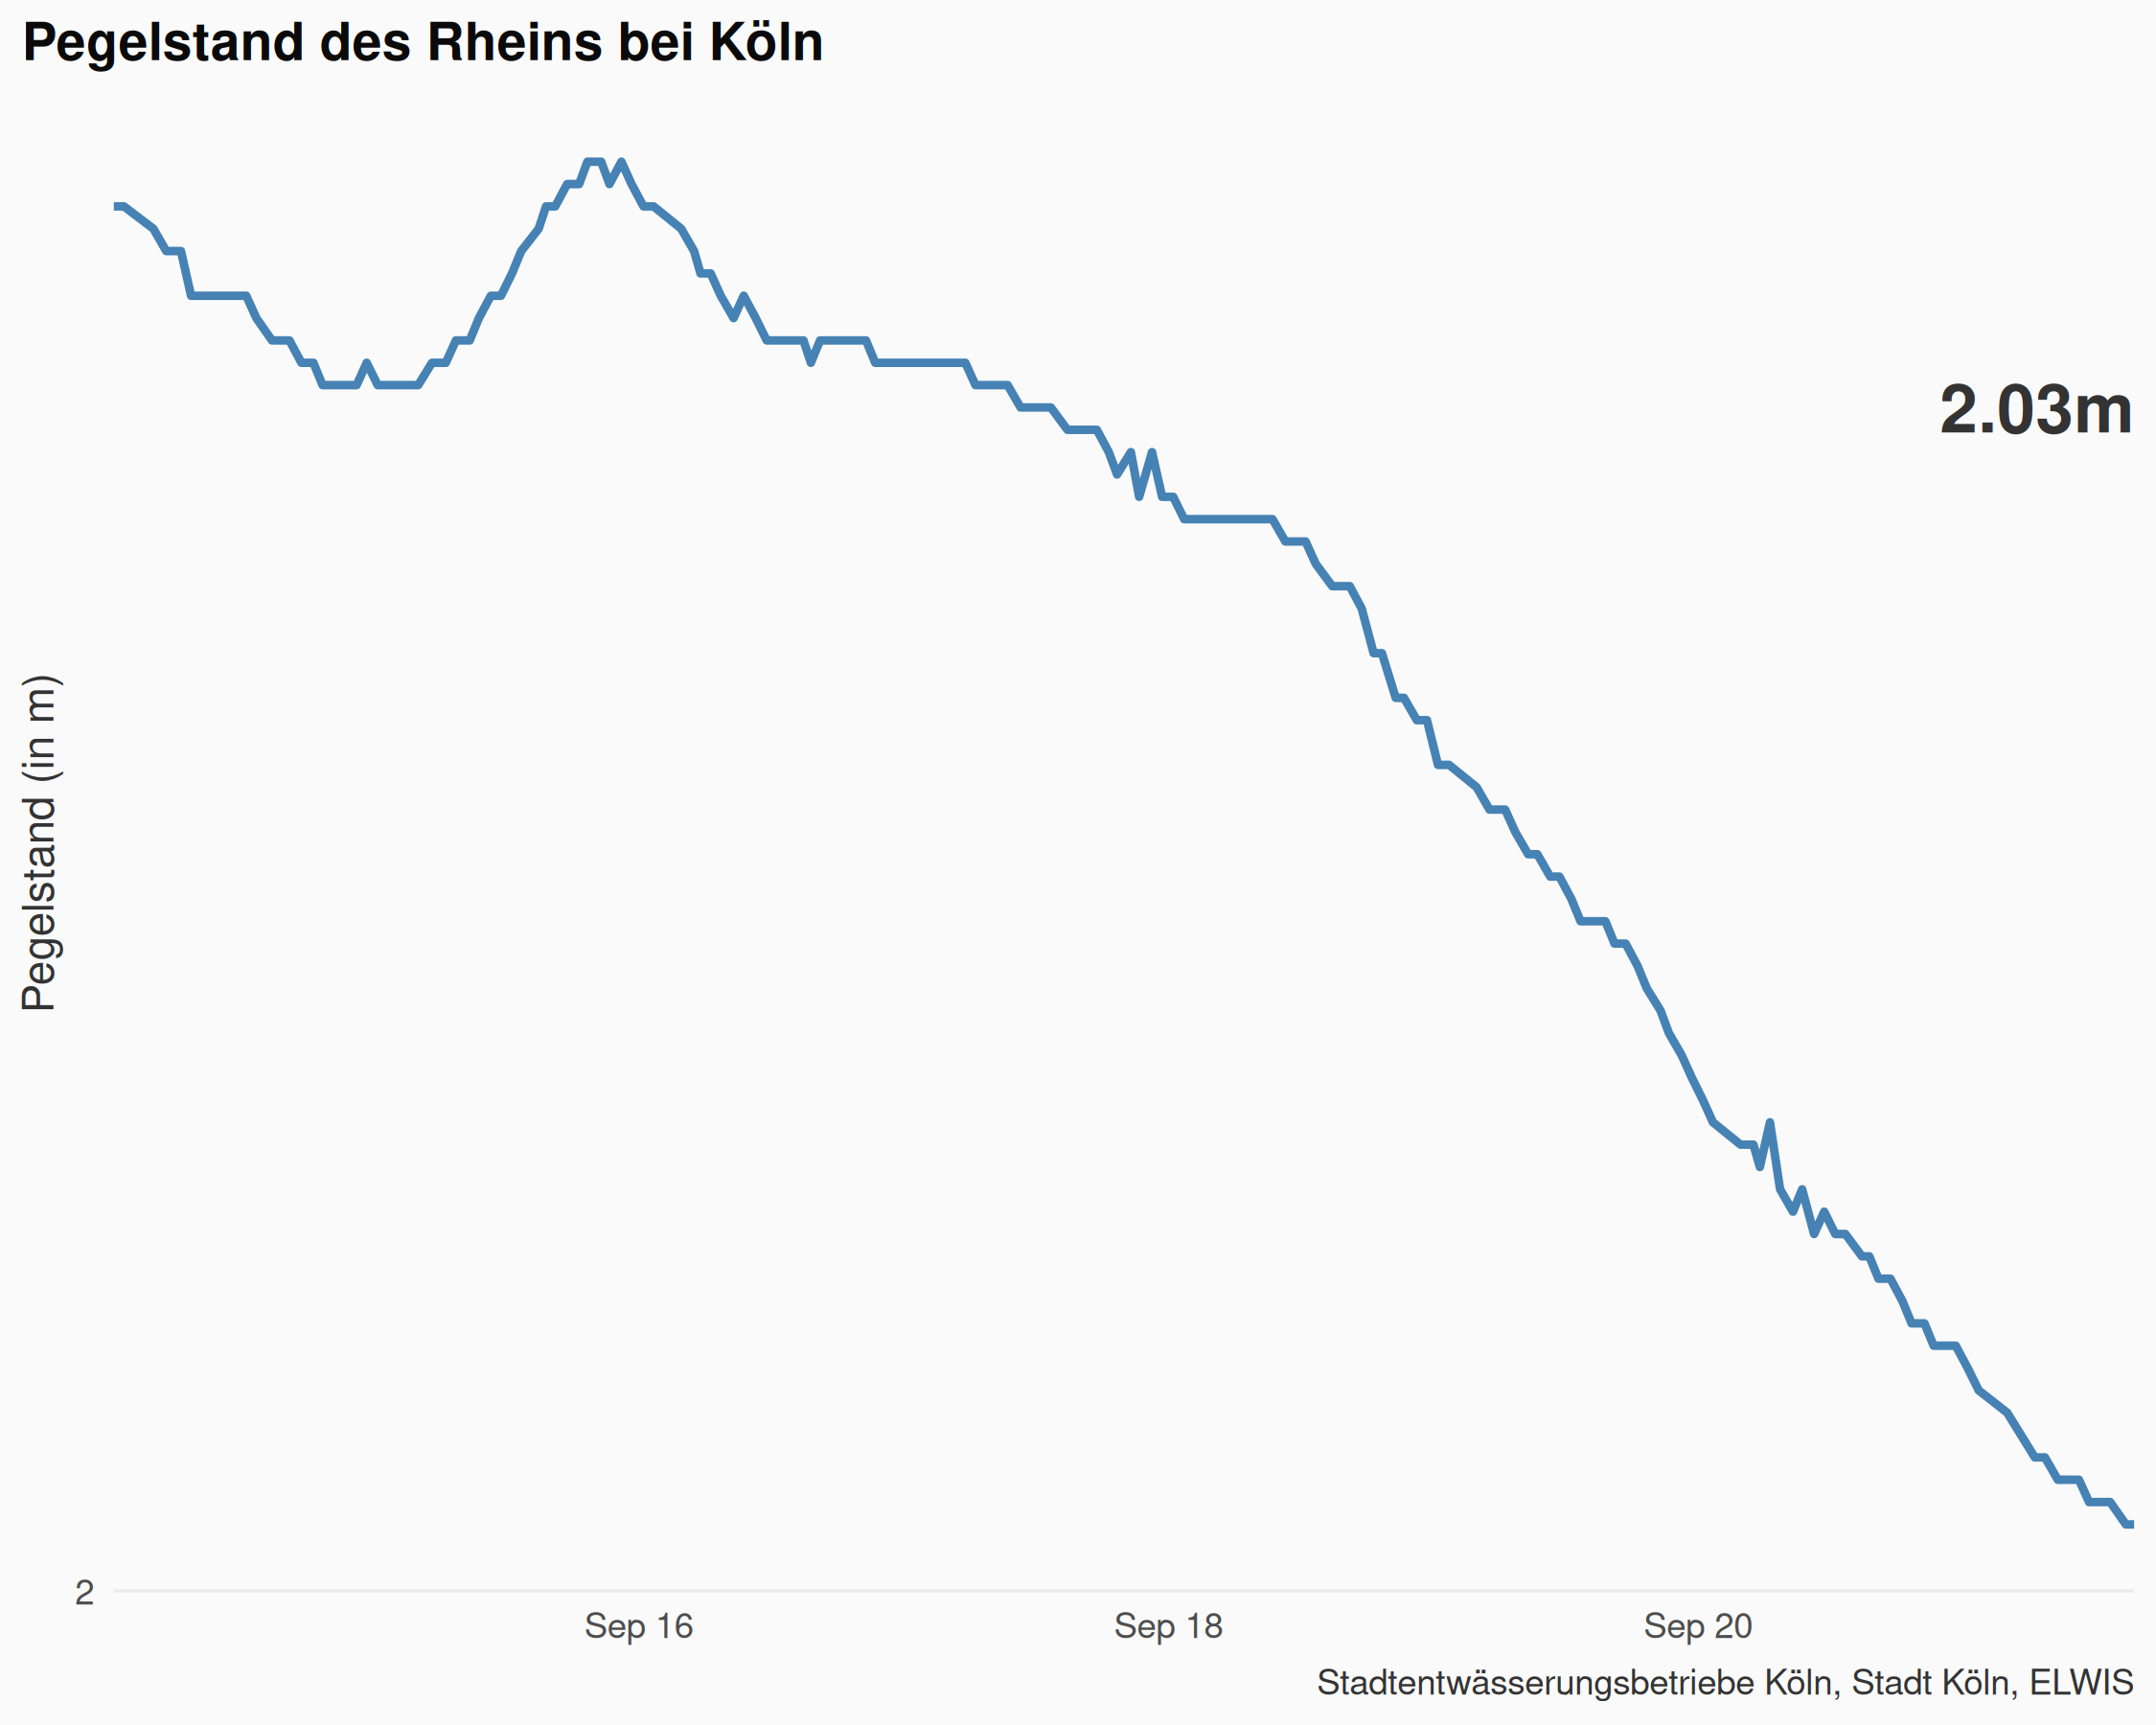 Pegelstand des Rheins bei Köln
2.03m
Pegelstand (in m)
2
Sep 16
Sep 18
Sep 20
Stadtentwässerungsbetriebe Köln, Stadt Köln, ELWIS